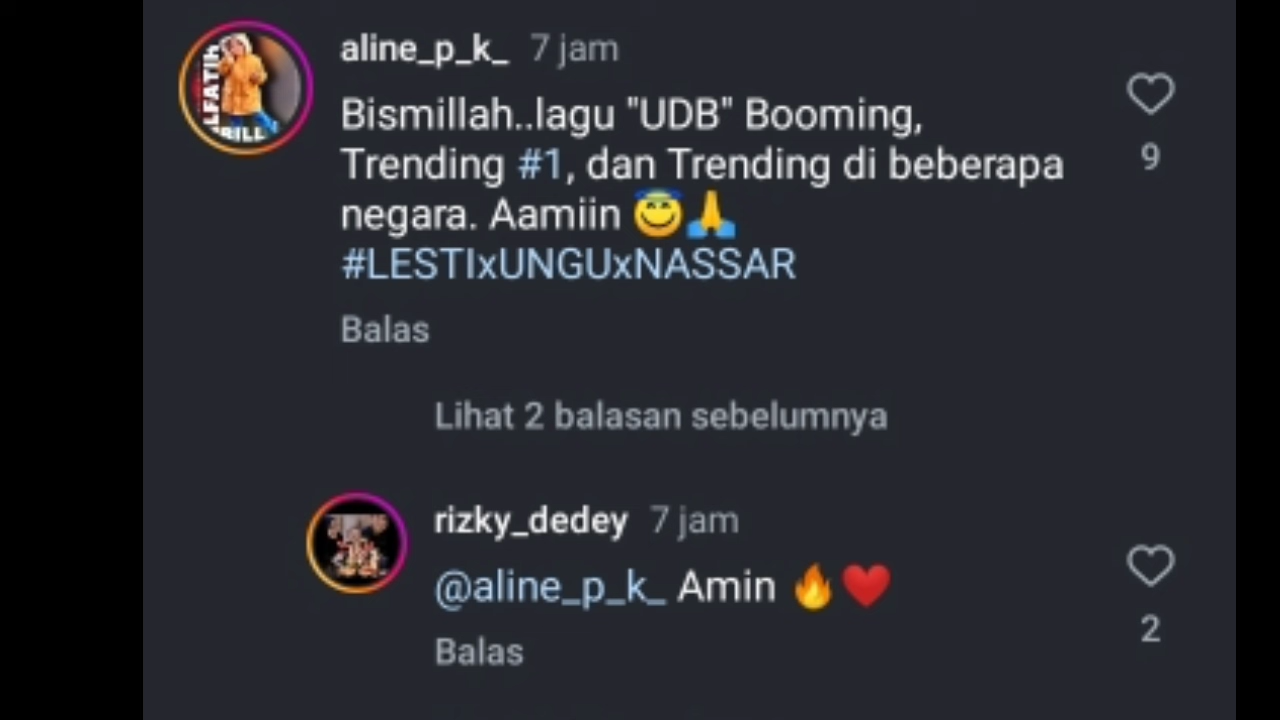 aline_p_k_ 7 jam
Bismillah..lagu "UDB" Booming,
Trending #1, dan Trending di beberapa
negara. Aamiin 😇🙏
#LESTIxUNGUxNASSAR
9
Balas
Lihat 2 balasan sebelumnya
rizky_dedey 7 jam
@aline_p_k_ Amin 🔥❤️
2
Balas